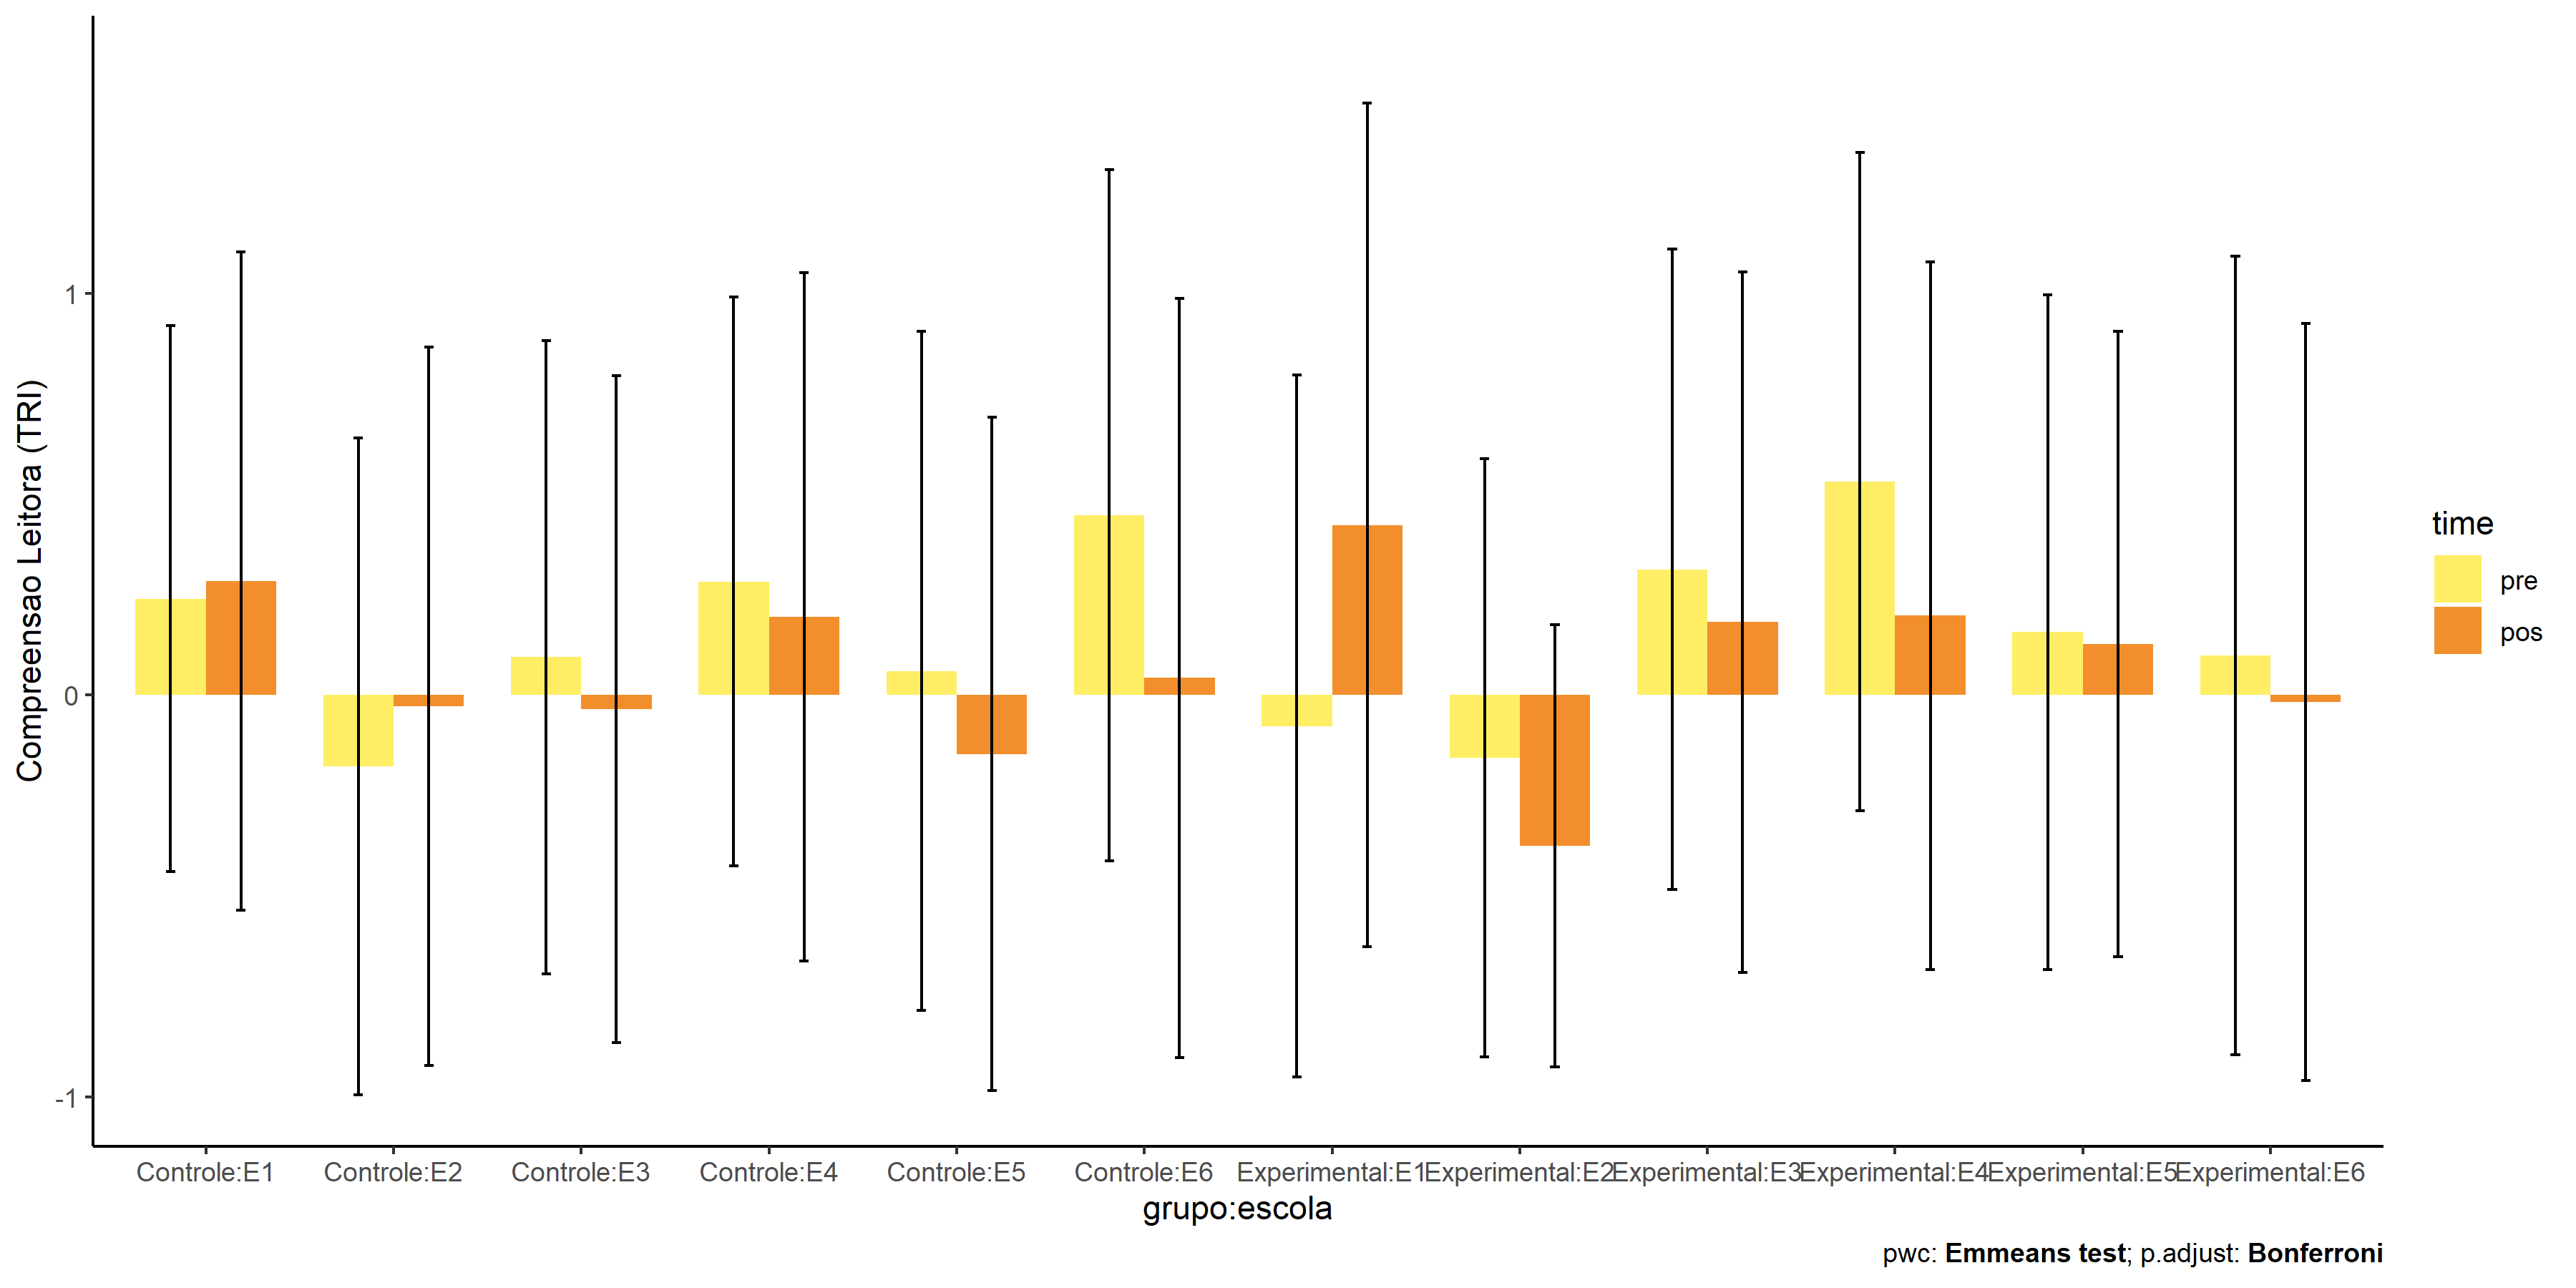 Compreensao Leitora (TRI)
1
0
-1
Controle:E1 Controle:E2 Controle:E3 Controle:E4 Controle:E5 Controle:E6 Experimental:E1 Experimental:E2 Experimental:E3 Experimental:E4 Experimental:E5 Experimental:E6
grupo:escola
time
pre
pos
pwc: Emmeans test; p.adjust: Bonferroni